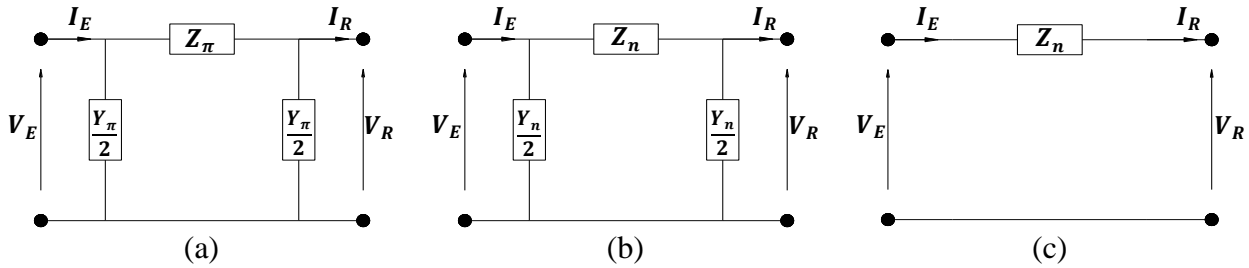 I_E Z_π I_R
V_E Y_π/2 Y_π/2 V_R
(a)
I_E Z_n I_R
V_E Y_n/2 Y_n/2 V_R
(b)
I_E Z_n I_R
V_E V_R
(c)